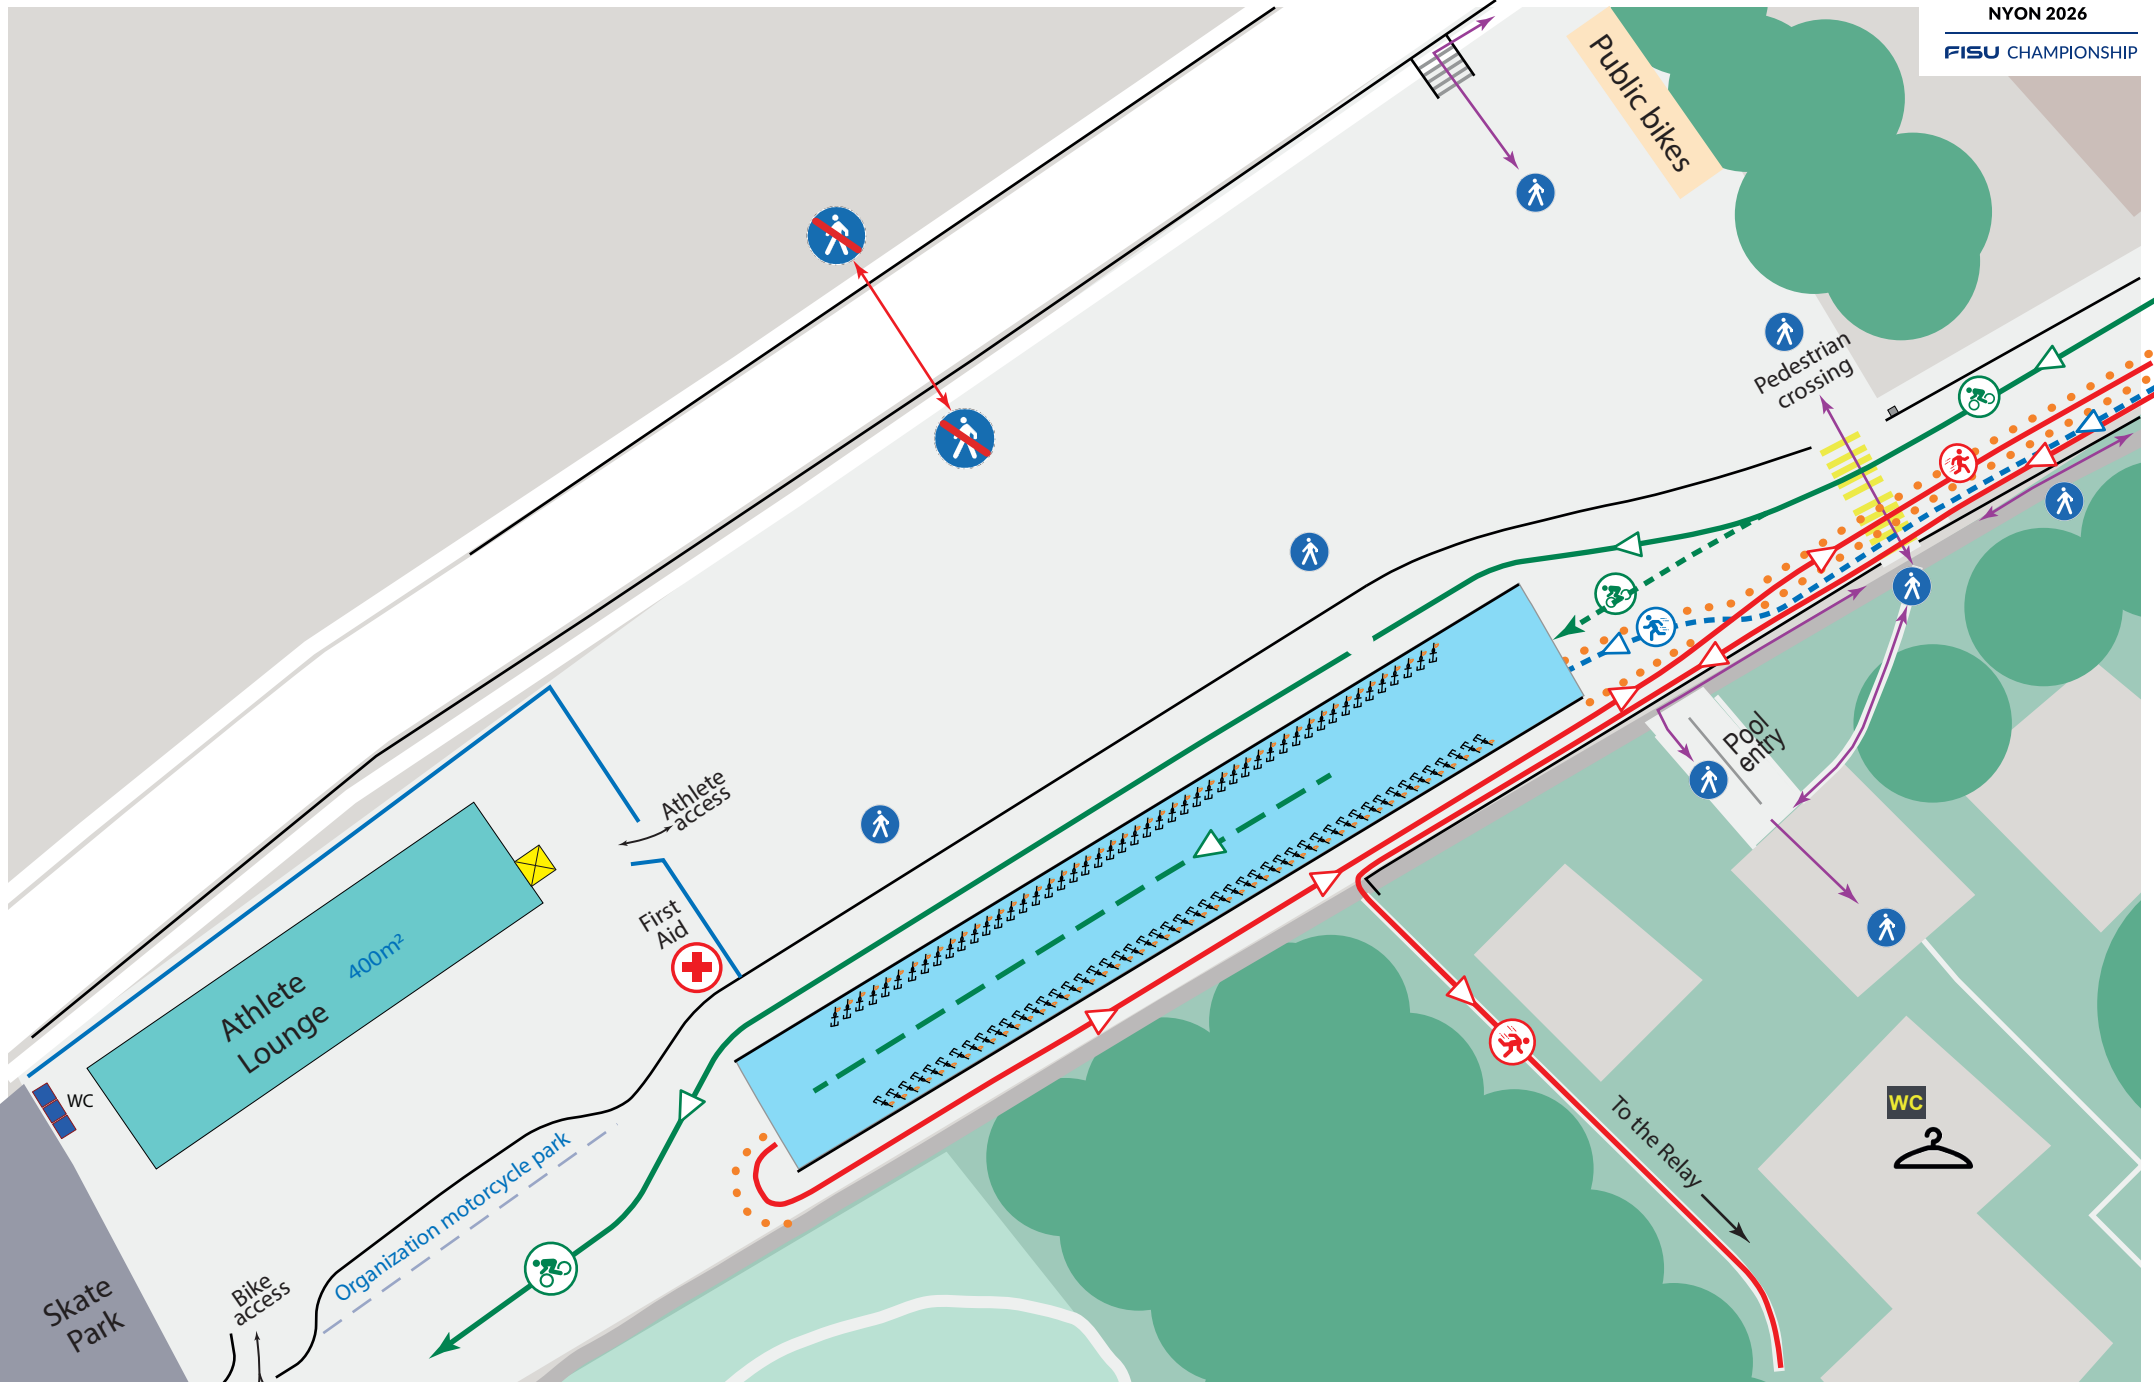 NYON 2026
FISU CHAMPIONSHIP
Public bikes
Pedestrian
crossing
Pool
entry
Athlete
access
First
Aid
Athlete
Lounge
400m²
WC
Organization motorcycle park
Bike
access
Skate
Park
WC
To the Relay